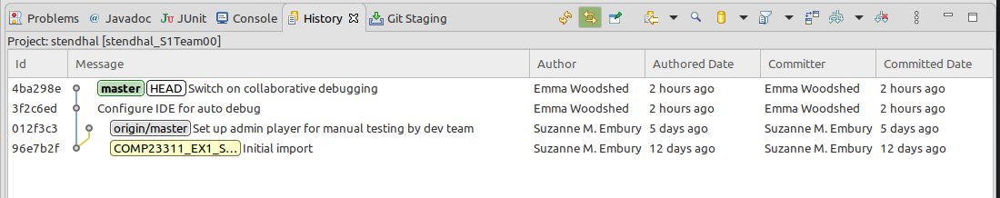 Problems @ Javadoc JU JUnit Console History Git Staging
Project: stendhal [stendhal_S1Team00]
Id Message Author Authored Date Committer Committed Date
4ba298e master HEAD Switch on collaborative debugging Emma Woodshed 2 hours ago Emma Woodshed 2 hours ago
3f2c6ed Configure IDE for auto debug Emma Woodshed 2 hours ago Emma Woodshed 2 hours ago
012f3c3 origin/master Set up admin player for manual testing by dev team Suzanne M. Embury 5 days ago Suzanne M. Embury 5 days ago
96e7b2f COMP23311_EX1_S... Initial import Suzanne M. Embury 12 days ago Suzanne M. Embury 12 days ago